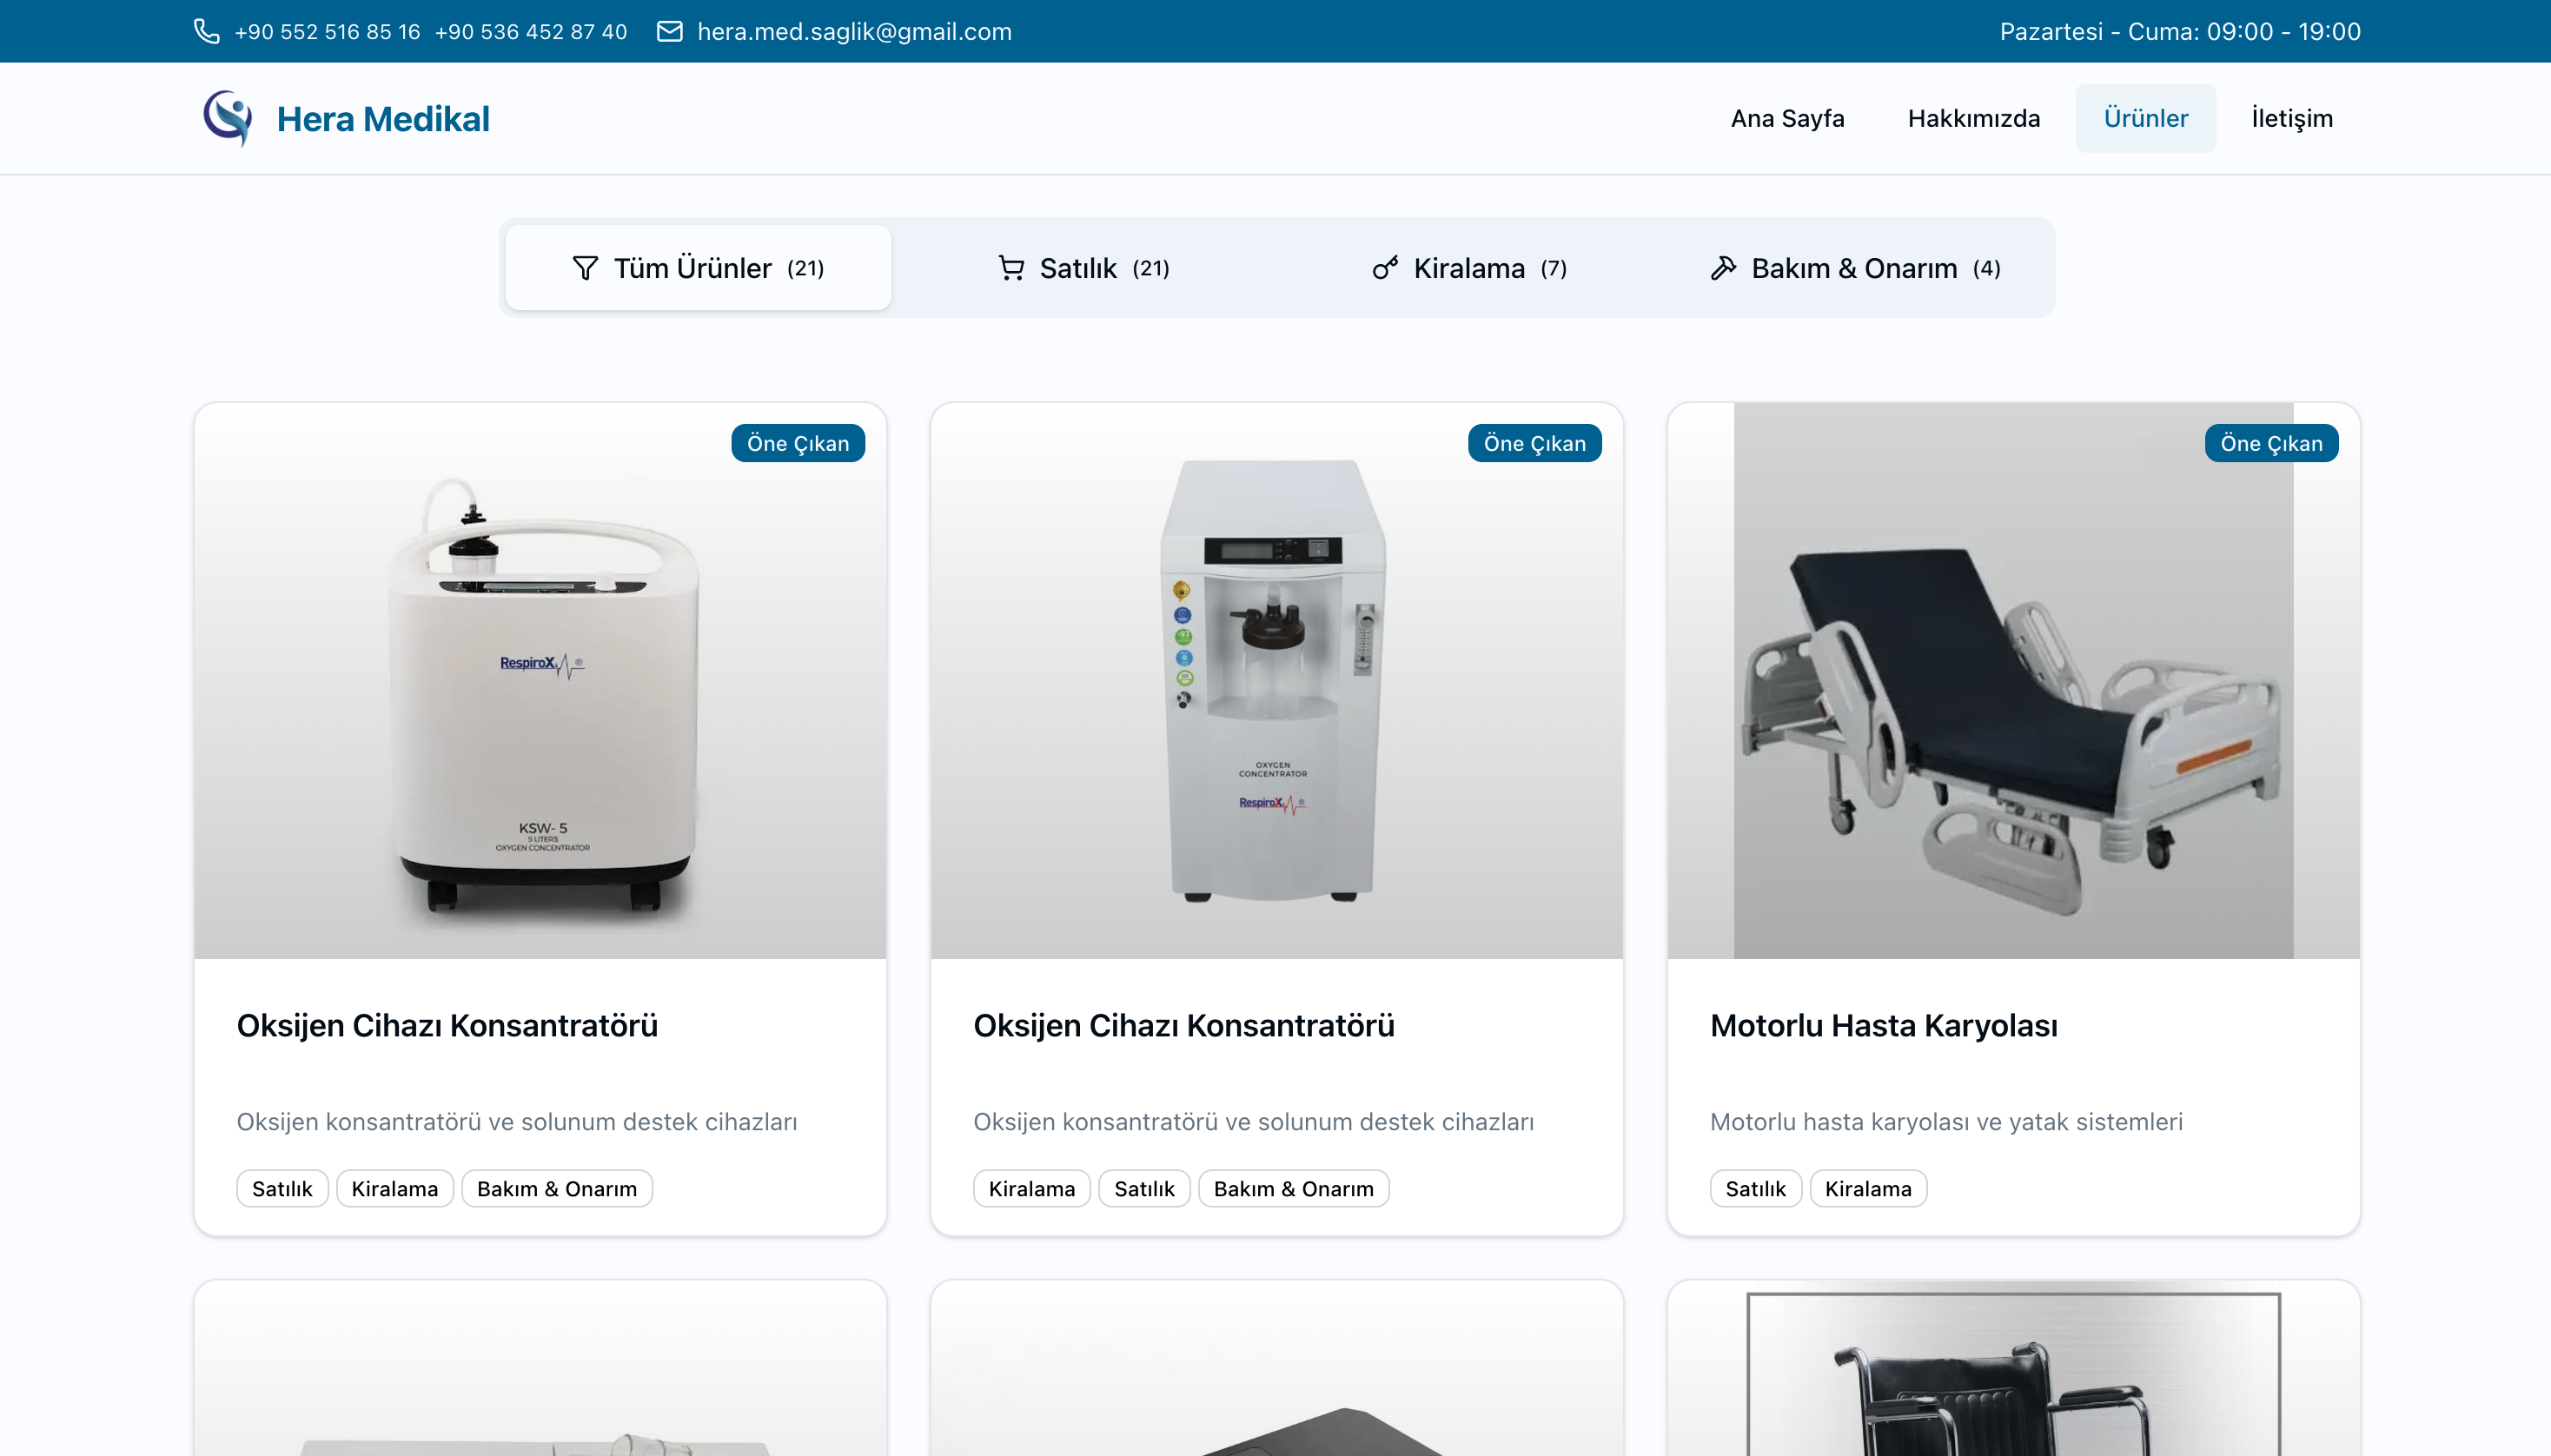 +90 552 516 85 16 +90 536 452 87 40 hera.med.saglik@gmail.com Pazartesi - Cuma: 09:00 - 19:00
Hera Medikal Ana Sayfa Hakkımızda Ürünler İletişim
Tüm Ürünler (21) Satılık (21) Kiralama (7) Bakım & Onarım (4)
Öne Çıkan
RespiroX ®
KSW- 5
5 LITERS
OXYGEN CONCENTRATOR
Oksijen Cihazı Konsantratörü
Oksijen konsantratörü ve solunum destek cihazları
Satılık Kiralama Bakım & Onarım
Öne Çıkan
OXYGEN
CONCENTRATOR
RespiroX ®
Oksijen Cihazı Konsantratörü
Oksijen konsantratörü ve solunum destek cihazları
Kiralama Satılık Bakım & Onarım
Öne Çıkan
Motorlu Hasta Karyolası
Motorlu hasta karyolası ve yatak sistemleri
Satılık Kiralama